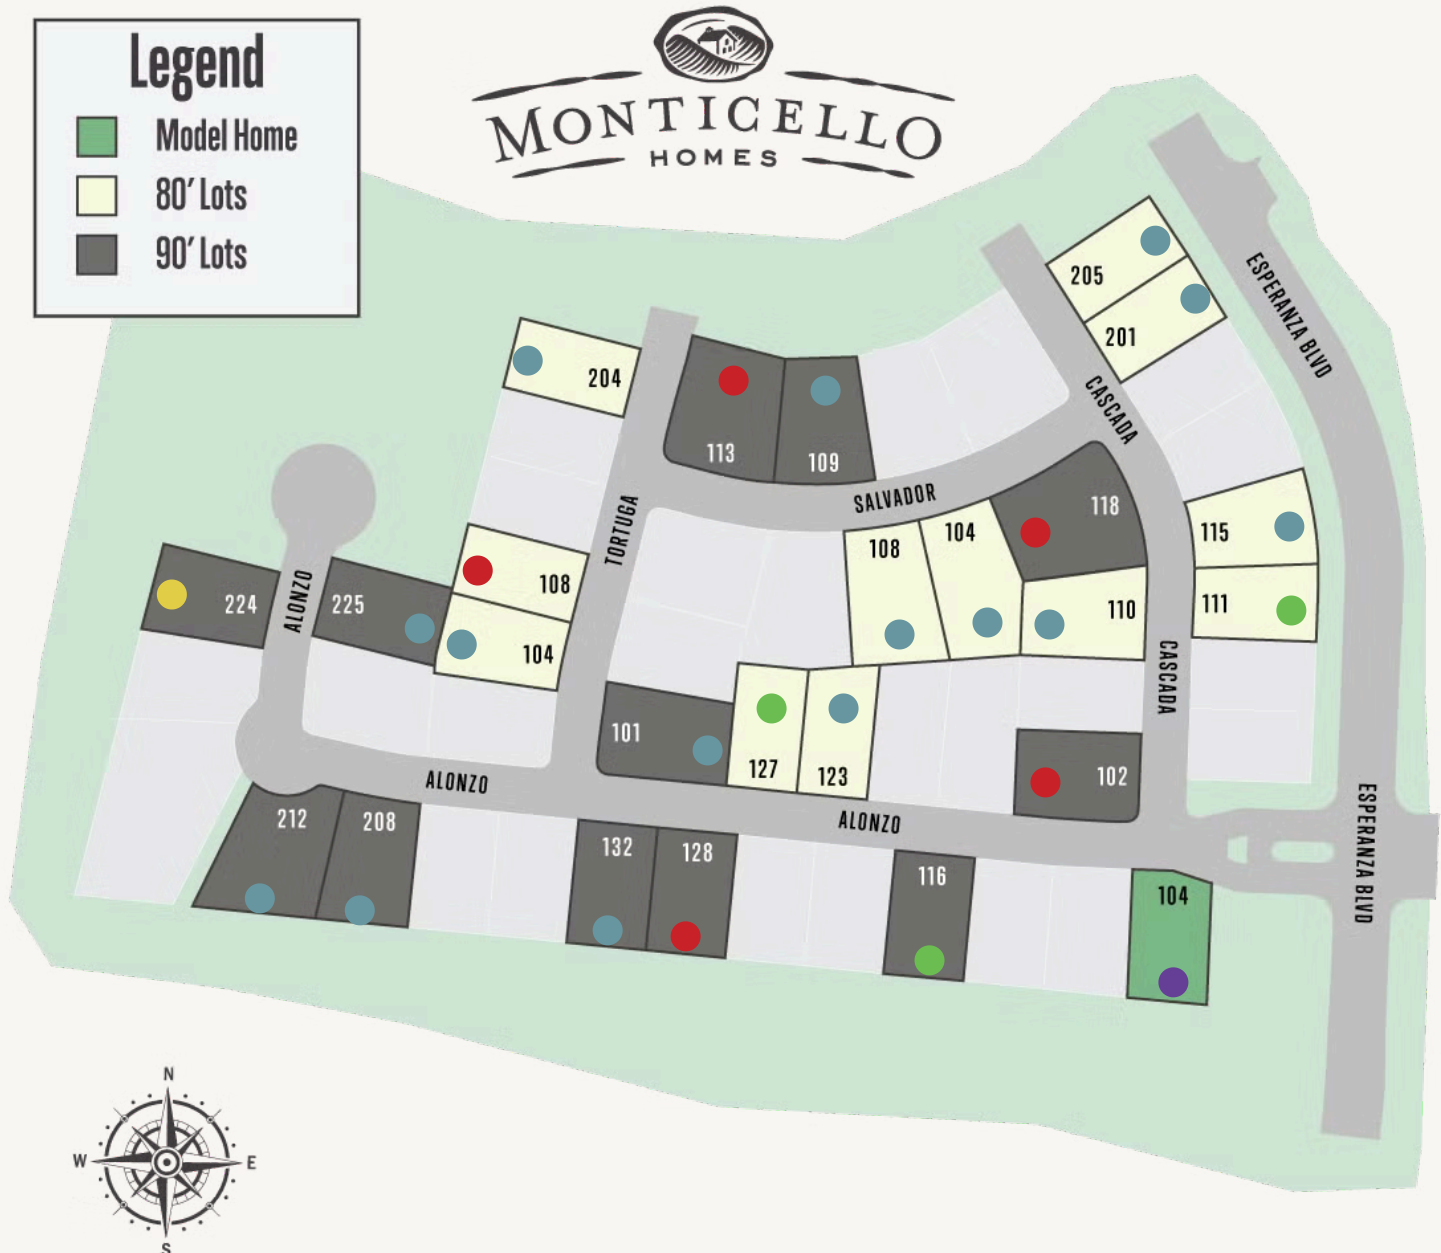 Legend
Model Home
80′ Lots
90′ Lots
MONTICELLO
HOMES
205
201
ESPERANZA BLVD
204
CASCADA
113
109
SALVADOR
118
TORTUGA
108
104
115
108
104
110
111
224
ALONZO
225
CASCADA
101
127
123
102
ALONZO
ALONZO
ESPERANZA BLVD
212
208
132
128
116
104
N
W
E
S